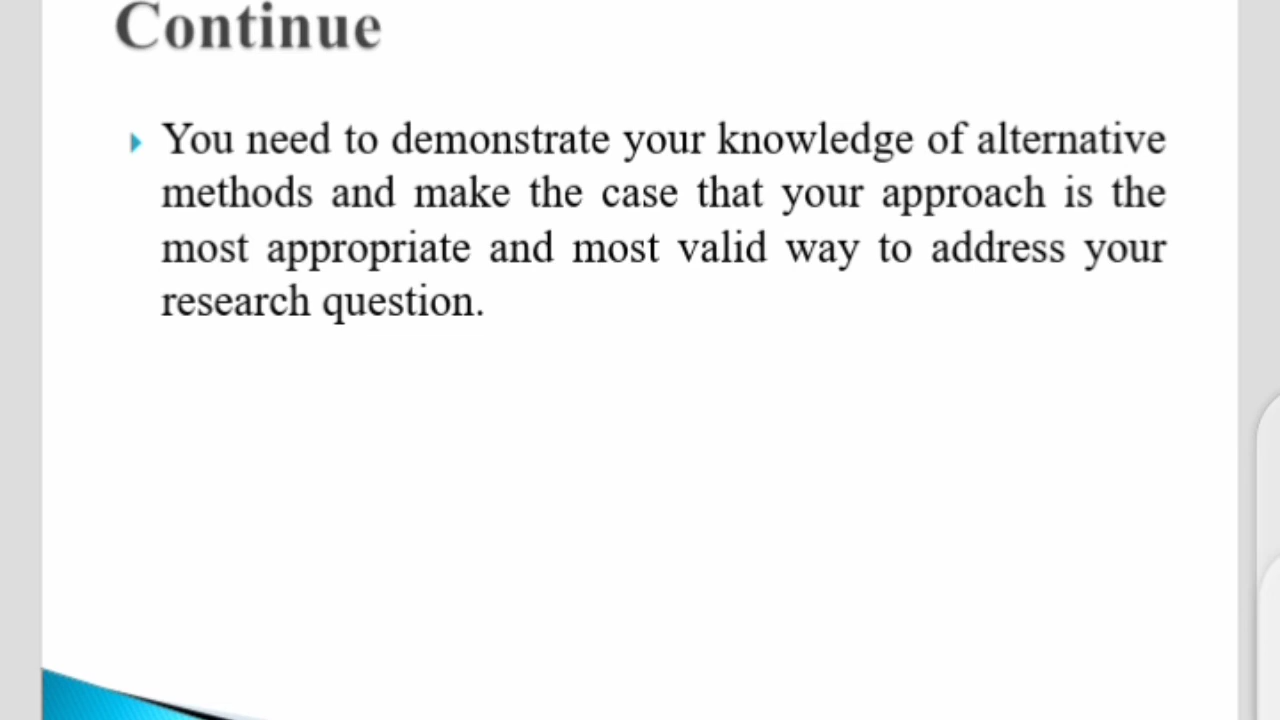 Continue
You need to demonstrate your knowledge of alternative
methods and make the case that your approach is the
most appropriate and most valid way to address your
research question.